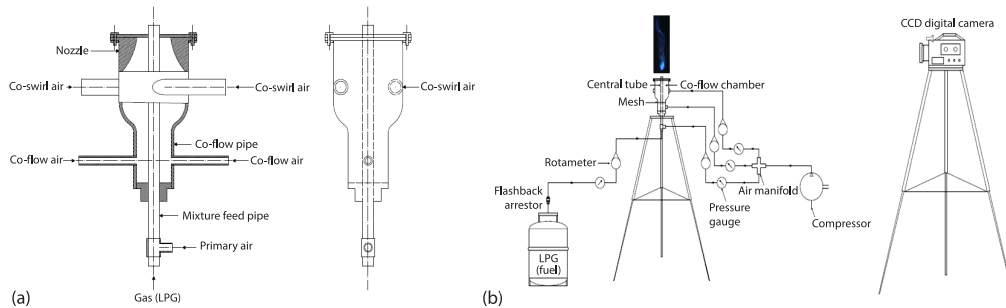 Nozzle
Co-swirl air
Co-swirl air
Co-flow pipe
Co-flow air
Co-flow air
Mixture feed pipe
Primary air
Gas (LPG)
(a)
Co-swirl air
(b)
CCD digital camera
Central tube
Co-flow chamber
Mesh
Rotameter
Flashback
arrestor
Air manifold
Pressure
gauge
Compressor
LPG
(fuel)